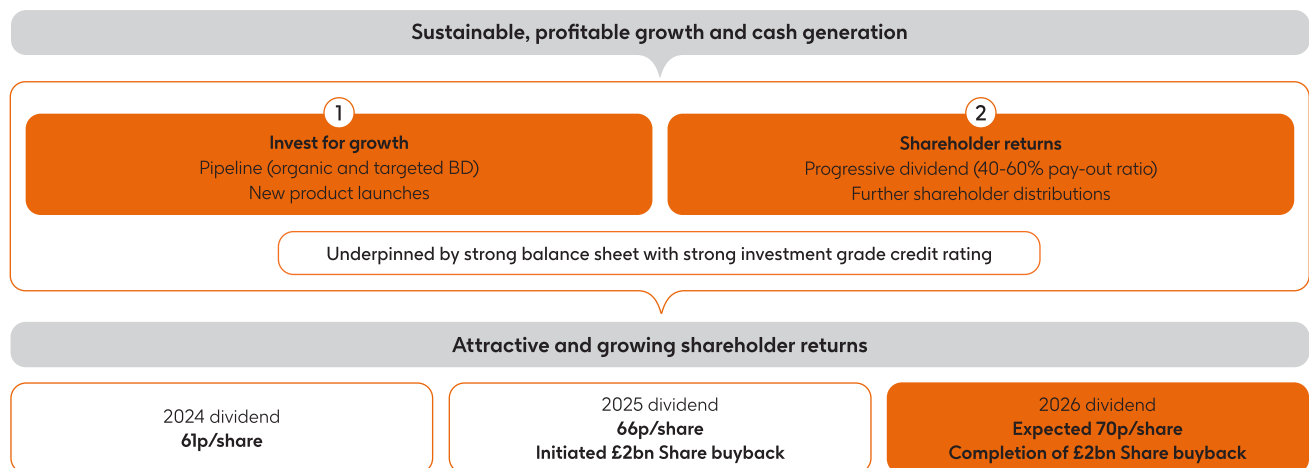 Sustainable, profitable growth and cash generation
1
Invest for growth
Pipeline (organic and targeted BD)
New product launches
2
Shareholder returns
Progressive dividend (40-60% pay-out ratio)
Further shareholder distributions
Underpinned by strong balance sheet with strong investment grade credit rating
Attractive and growing shareholder returns
2024 dividend
61p/share
2025 dividend
66p/share
Initiated £2bn Share buyback
2026 dividend
Expected 70p/share
Completion of £2bn Share buyback